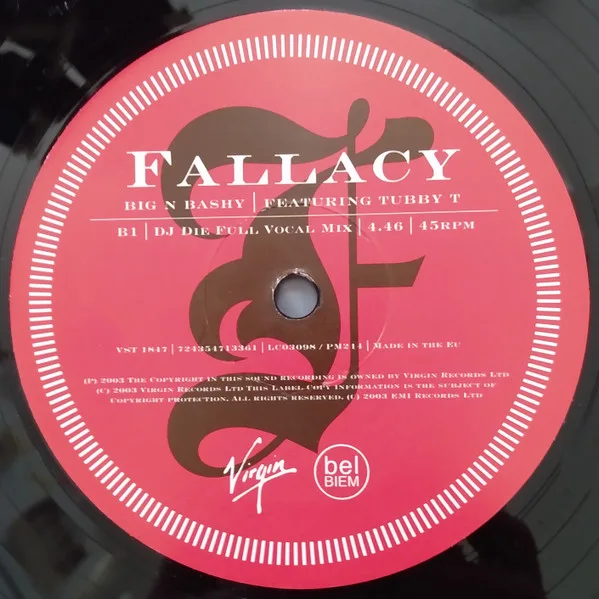 FALLACY
BIG N BASHY | FEATURING TUBBY T
B1 | DJ DIE FULL VOCAL MIX | 4.46 | 45RPM
VST 1847 | 724354713361 | LC03098 / PM214 | MADE IN THE EU
(P) 2003 THE COPYRIGHT IN THIS SOUND RECORDING IS OWNED BY VIRGIN RECORDS LTD
(C) 2003 VIRGIN RECORDS LTD THIS LABEL COPY INFORMATION IS THE SUBJECT OF
COPYRIGHT PROTECTION. ALL RIGHTS RESERVED. (C) 2003 EMI RECORDS LTD
Virgin
bel
BIEM